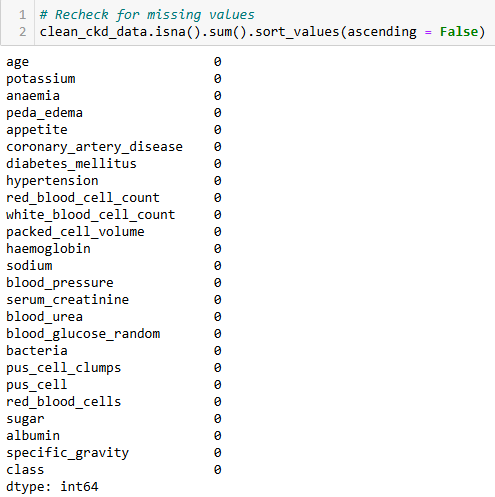 1 # Recheck for missing values
2 clean_ckd_data.isna().sum().sort_values(ascending = False)
age 0
potassium 0
anaemia 0
peda_edema 0
appetite 0
coronary_artery_disease 0
diabetes_mellitus 0
hypertension 0
red_blood_cell_count 0
white_blood_cell_count 0
packed_cell_volume 0
haemoglobin 0
sodium 0
blood_pressure 0
serum_creatinine 0
blood_urea 0
blood_glucose_random 0
bacteria 0
pus_cell_clumps 0
pus_cell 0
red_blood_cells 0
sugar 0
albumin 0
specific_gravity 0
class 0
dtype: int64